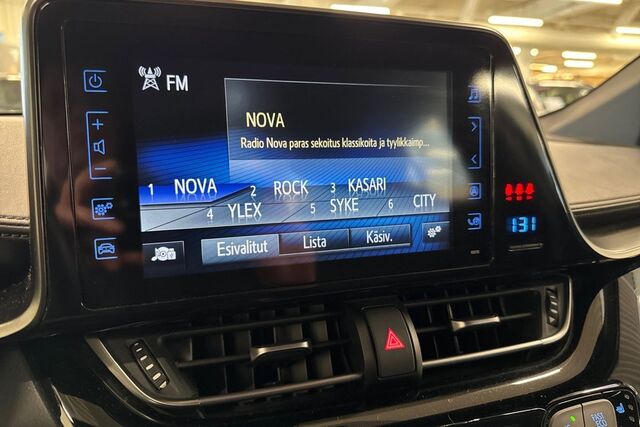 FM
NOVA
Radio Nova paras sekoitus klassikoita ja tyylikkäimp...
1 NOVA 2 ROCK 3 KASARI
4 YLEX 5 SYKE 6 CITY
Esivalitut Lista Käsiv.
131